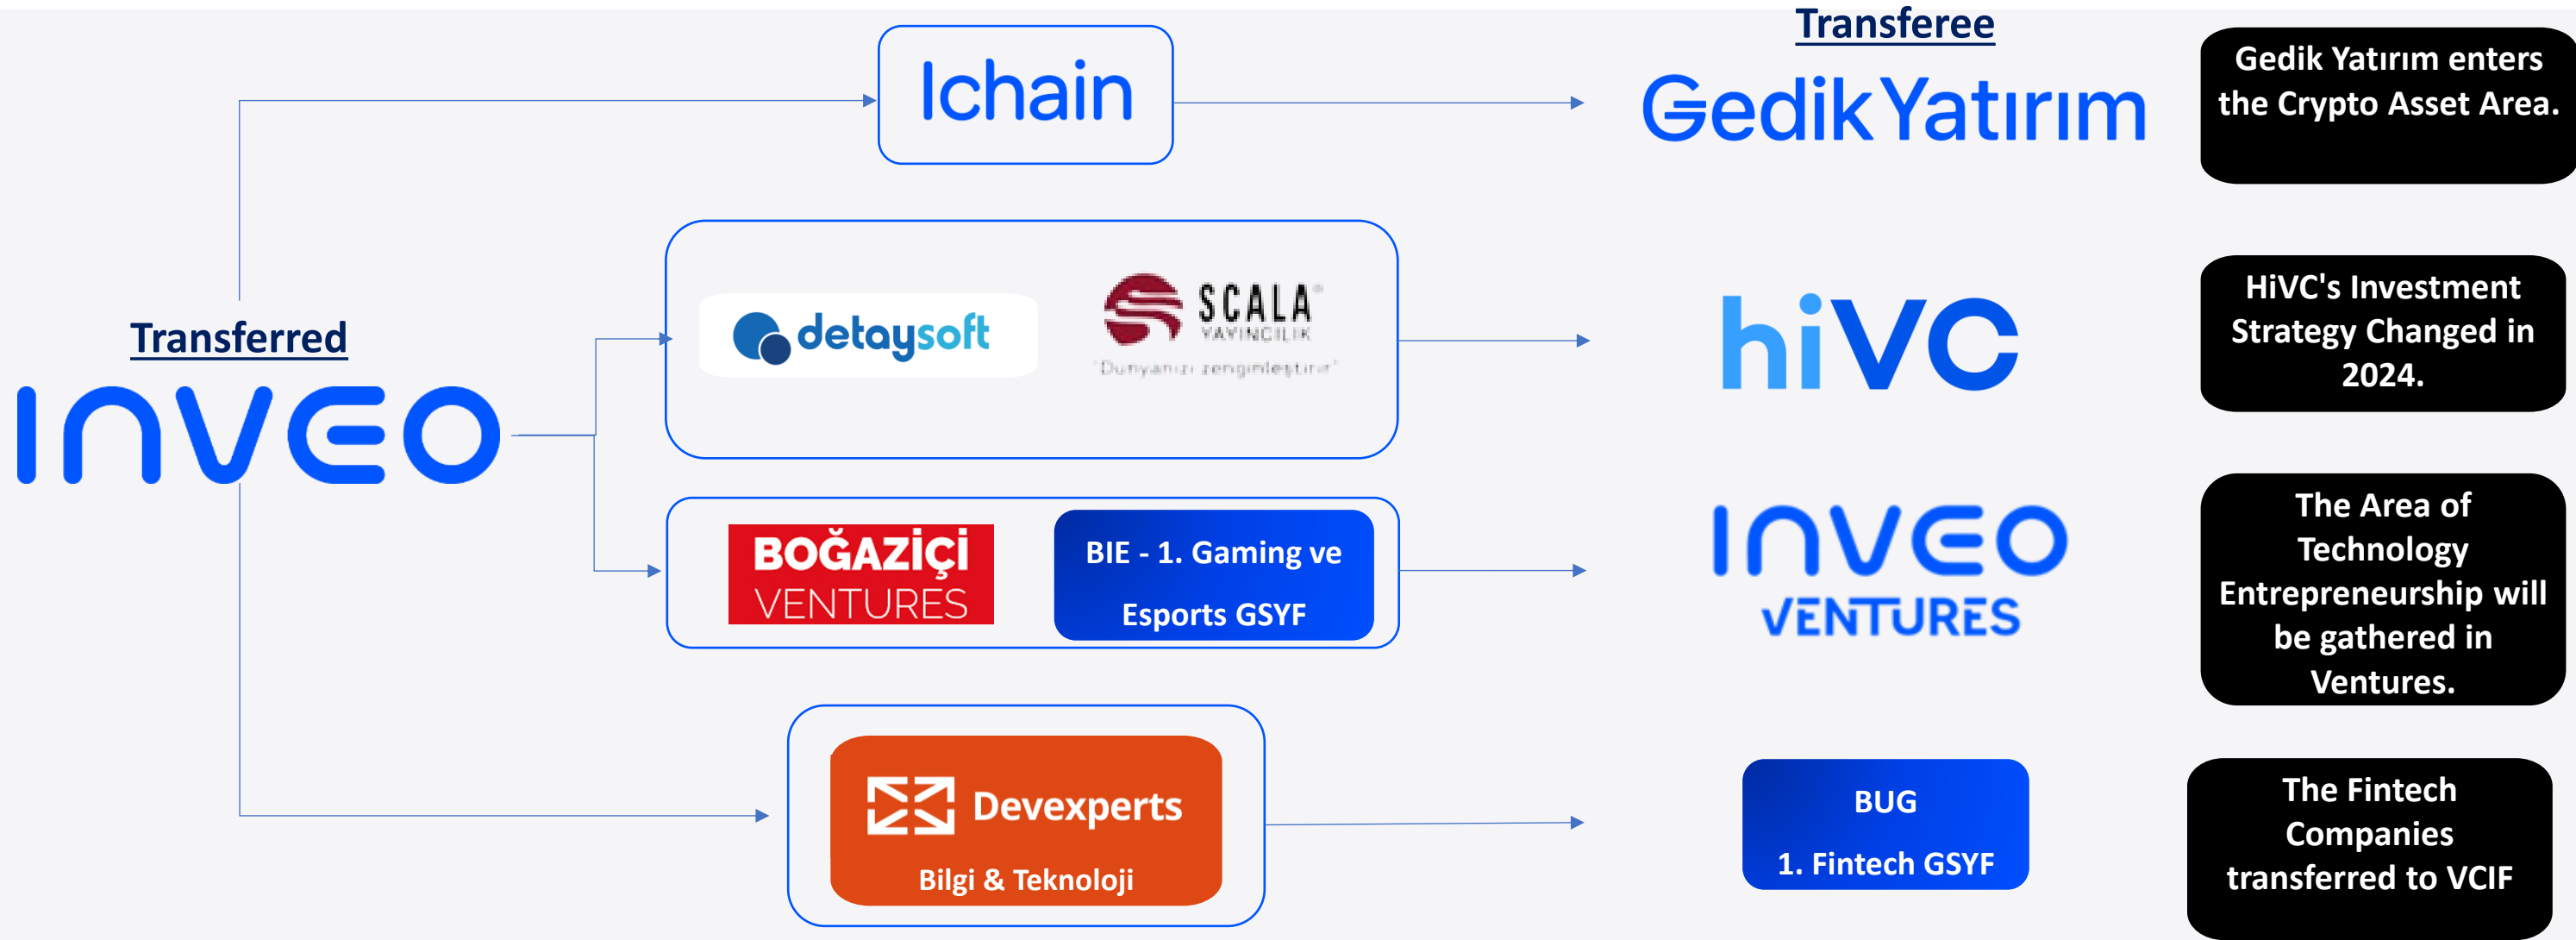 Transferee
Ichain
Gedik Yatırım
Gedik Yatırım enters
the Crypto Asset Area.
Transferred
INVEO
detaysoft
SCALA
YAYINCILIK
"Dünyanızı zenginleştirir"
hiVC
HiVC's Investment
Strategy Changed in
2024.
BOĞAZİÇİ
VENTURES
BIE - 1. Gaming ve
Esports GSYF
INVEO
VENTURES
The Area of
Technology
Entrepreneurship will
be gathered in
Ventures.
Devexperts
Bilgi & Teknoloji
BUG
1. Fintech GSYF
The Fintech
Companies
transferred to VCIF